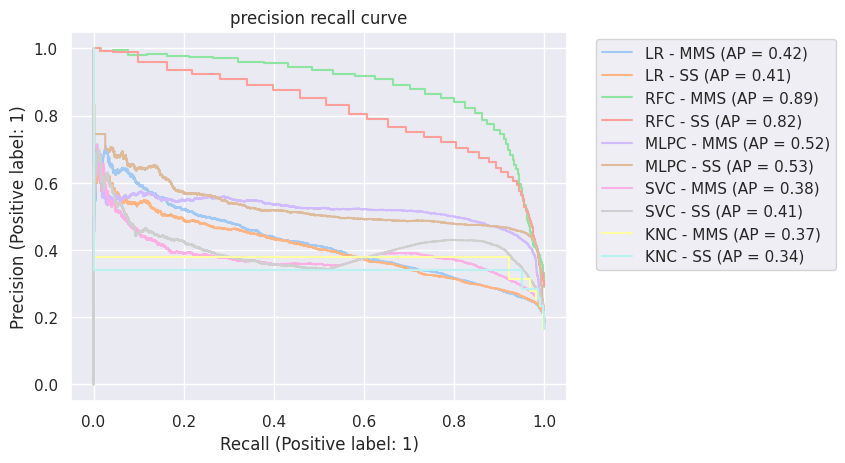 precision recall curve
1.0
0.8
0.6
0.4
0.2
0.0
Precision (Positive label: 1)
0.0 0.2 0.4 0.6 0.8 1.0
Recall (Positive label: 1)
LR - MMS (AP = 0.42)
LR - SS (AP = 0.41)
RFC - MMS (AP = 0.89)
RFC - SS (AP = 0.82)
MLPC - MMS (AP = 0.52)
MLPC - SS (AP = 0.53)
SVC - MMS (AP = 0.38)
SVC - SS (AP = 0.41)
KNC - MMS (AP = 0.37)
KNC - SS (AP = 0.34)